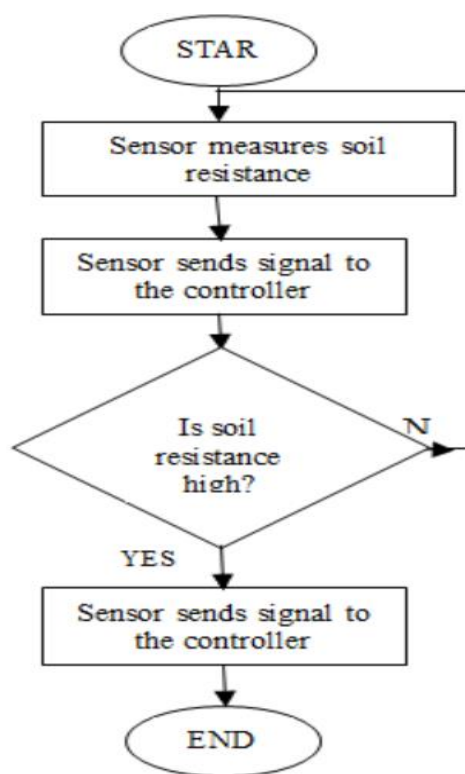 STAR
Sensor measures soil
resistance
Sensor sends signal to
the controller
Is soil
resistance
high?
N
YES
Sensor sends signal to
the controller
END